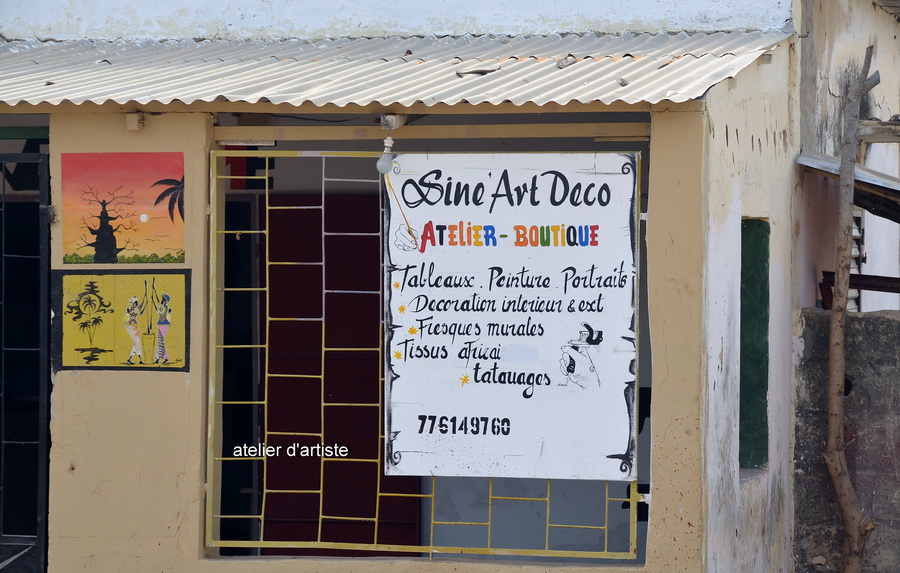 Sine'Art Deco
ATELIER-BOUTIQUE
Tableaux . Peinture . Portraits
Decoration interieur & ext
Fresques murales
Tissus africai
tatouages
776149760
atelier d'artiste